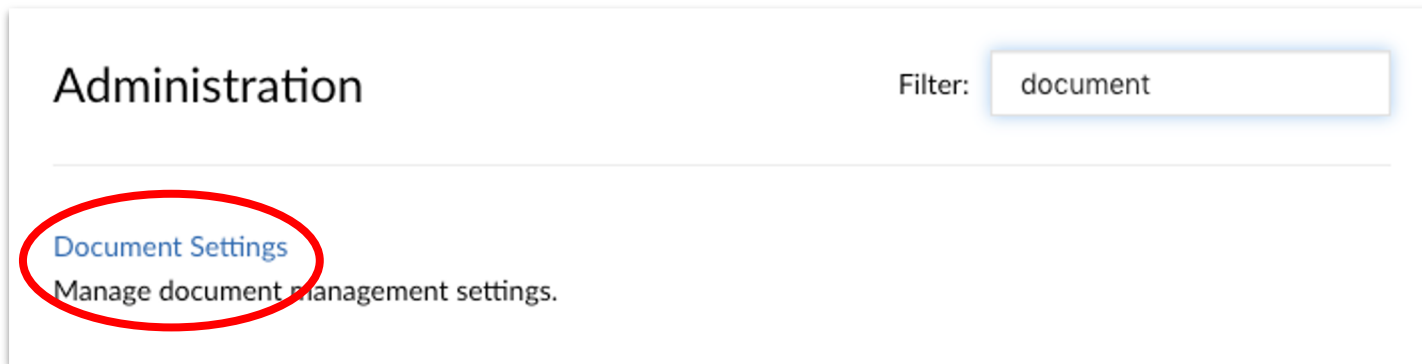 Administration
Filter: document
Document Settings
Manage document management settings.